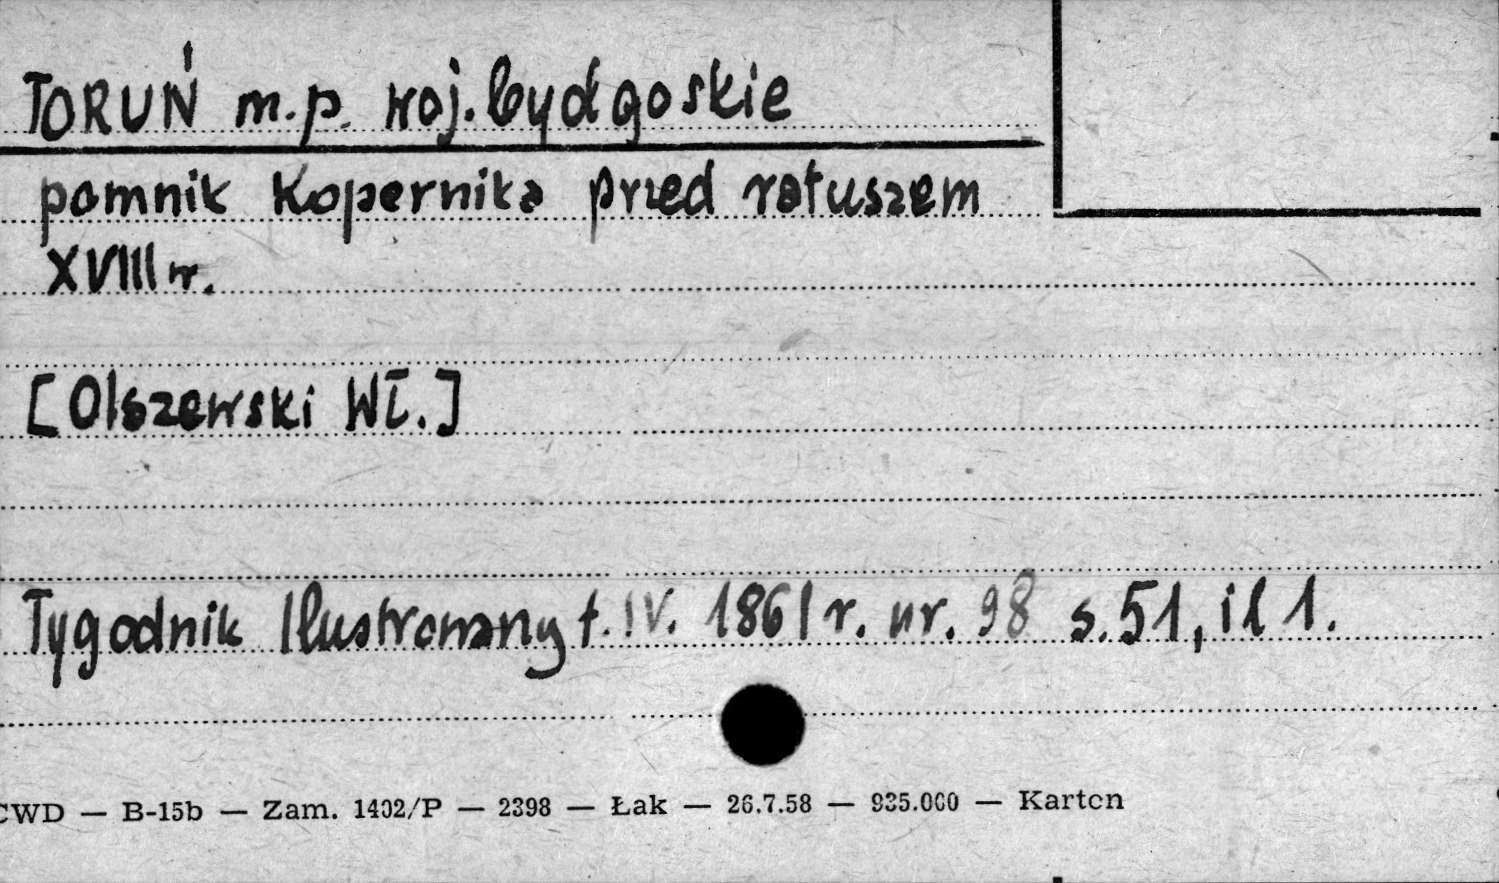 TORUŃ m.p. woj. bydgoskie
pomnik Kopernika przed ratuszem
XVIII w.
[Olszewski Wł.]
Tygodnik Ilustrowany t. IV. 1861 r. nr. 98 s. 51, il 1.
CWD — B-15b — Zam. 1402/P — 2398 — Łak — 26.7.58 — 935.000 — Karton